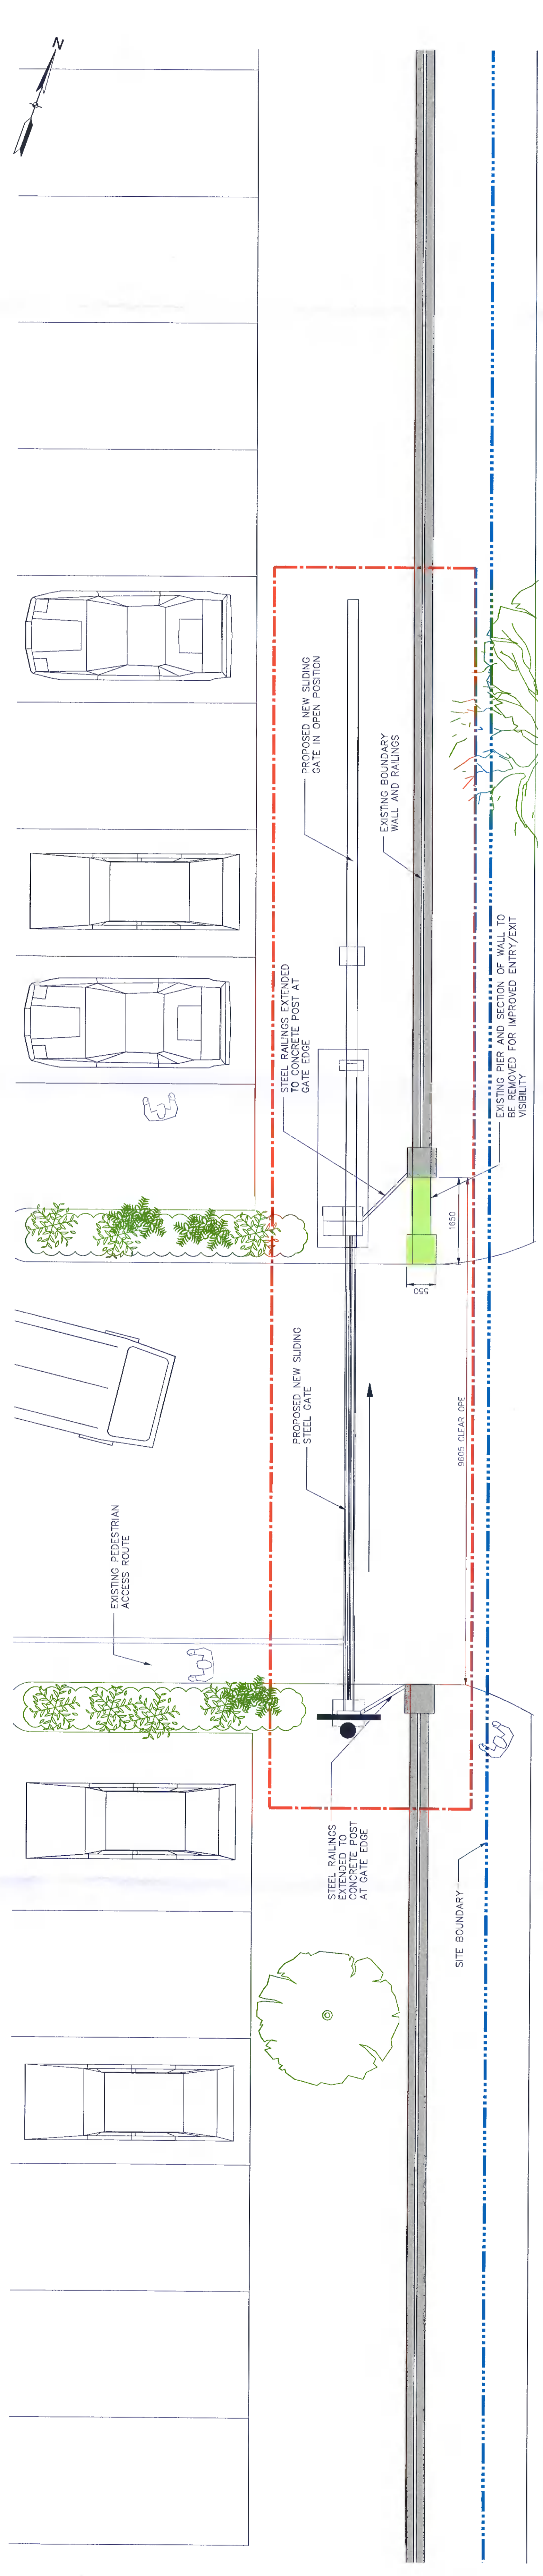 N
PROPOSED NEW SLIDING
GATE IN OPEN POSITION
EXISTING BOUNDARY
WALL AND RAILINGS
STEEL RAILINGS EXTENDED
TO CONCRETE POST AT
GATE EDGE
EXISTING PIER AND SECTION OF WALL TO
BE REMOVED FOR IMPROVED ENTRY/EXIT
VISIBILITY
1650
550
PROPOSED NEW SLIDING
STEEL GATE
9605 CLEAR OPE
EXISTING PEDESTRIAN
ACCESS ROUTE
STEEL RAILINGS
EXTENDED TO
CONCRETE POST
AT GATE EDGE
SITE BOUNDARY